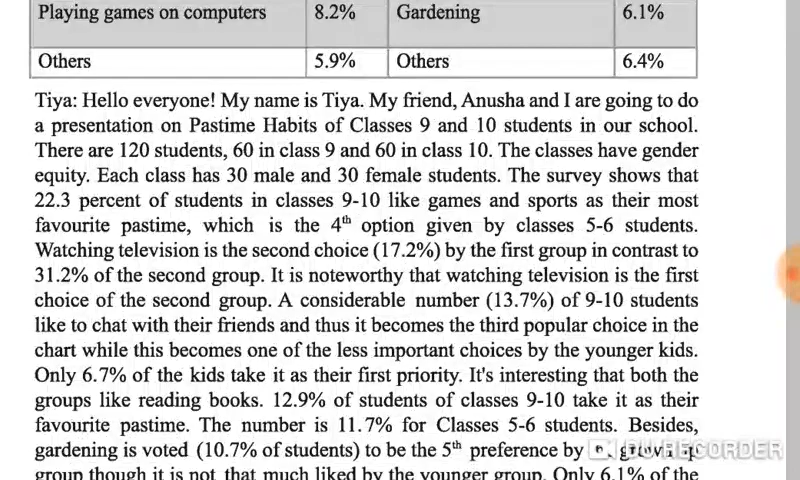 Playing games on computers 8.2% Gardening 6.1%
Others 5.9% Others 6.4%
Tiya: Hello everyone! My name is Tiya. My friend, Anusha and I are going to do
a presentation on Pastime Habits of Classes 9 and 10 students in our school.
There are 120 students, 60 in class 9 and 60 in class 10. The classes have gender
equity. Each class has 30 male and 30 female students. The survey shows that
22.3 percent of students in classes 9-10 like games and sports as their most
favourite pastime, which is the 4th option given by classes 5-6 students.
Watching television is the second choice (17.2%) by the first group in contrast to
31.2% of the second group. It is noteworthy that watching television is the first
choice of the second group. A considerable number (13.7%) of 9-10 students
like to chat with their friends and thus it becomes the third popular choice in the
chart while this becomes one of the less important choices by the younger kids.
Only 6.7% of the kids take it as their first priority. It's interesting that both the
groups like reading books. 12.9% of students of classes 9-10 take it as their
favourite pastime. The number is 11.7% for Classes 5-6 students. Besides,
gardening is voted (10.7% of students) to be the 5th preference by
DU RECORDER
group though it is not that much liked by the younger group. Only 6.1% of the